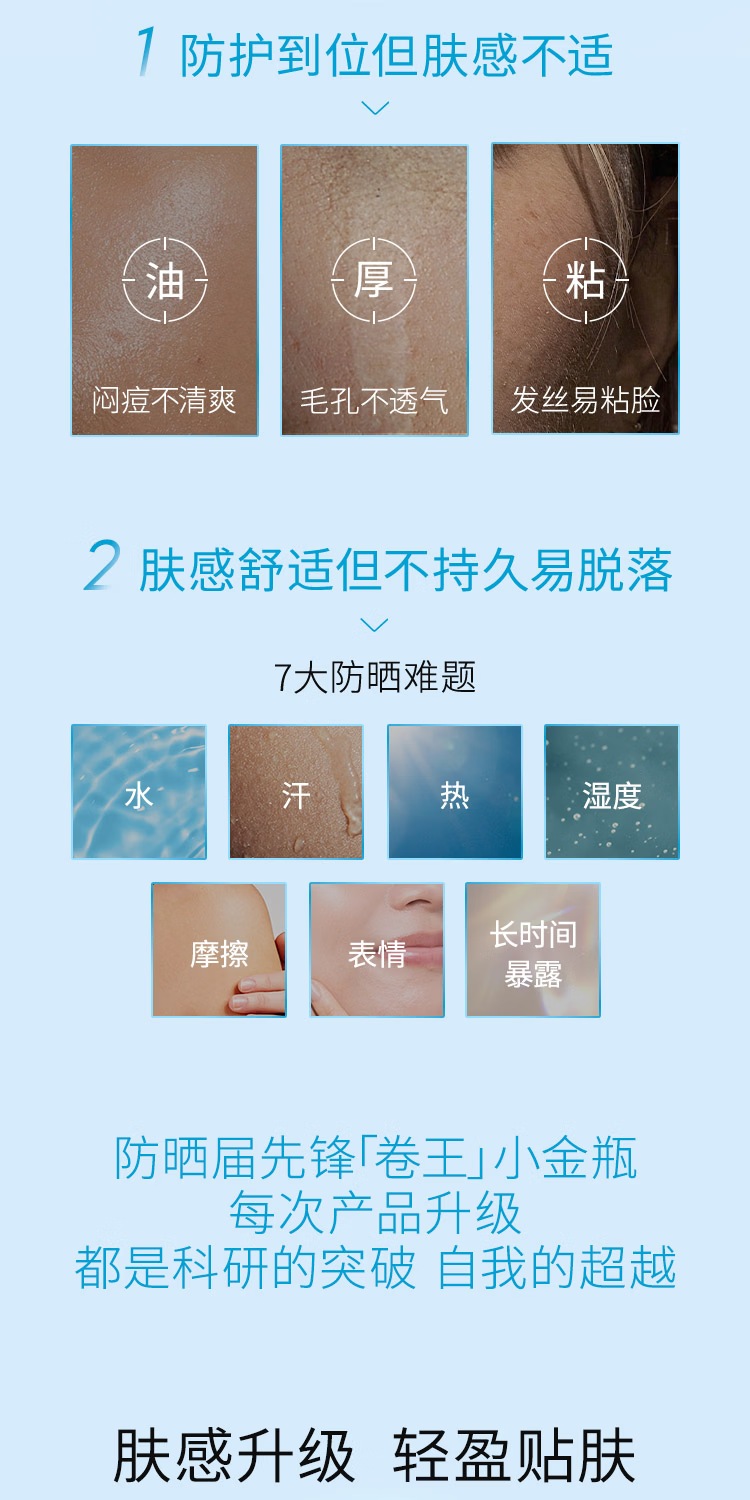 1 防护到位但肤感不适
油
厚
粘
闷痘不清爽
毛孔不透气
发丝易粘脸
2 肤感舒适但不持久易脱落
7大防晒难题
水
汗
热
湿度
摩擦
表情
长时间
暴露
防晒届先锋「卷王」小金瓶
每次产品升级
都是科研的突破 自我的超越
肤感升级 轻盈贴肤